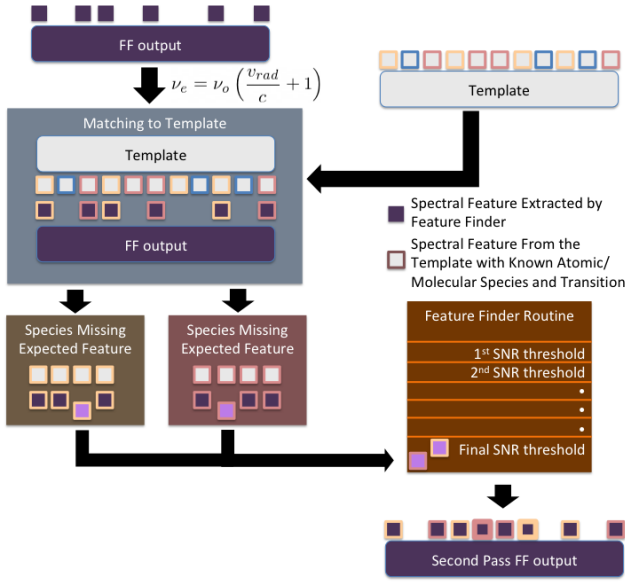 FF output
ν_e = ν_o (v_rad/c + 1)
Template
Matching to Template
Template
FF output
Spectral Feature Extracted by
Feature Finder
Spectral Feature From the
Template with Known Atomic/
Molecular Species and Transition
Species Missing
Expected Feature
Species Missing
Expected Feature
Feature Finder Routine
1st SNR threshold
2nd SNR threshold
•
•
•
Final SNR threshold
Second Pass FF output